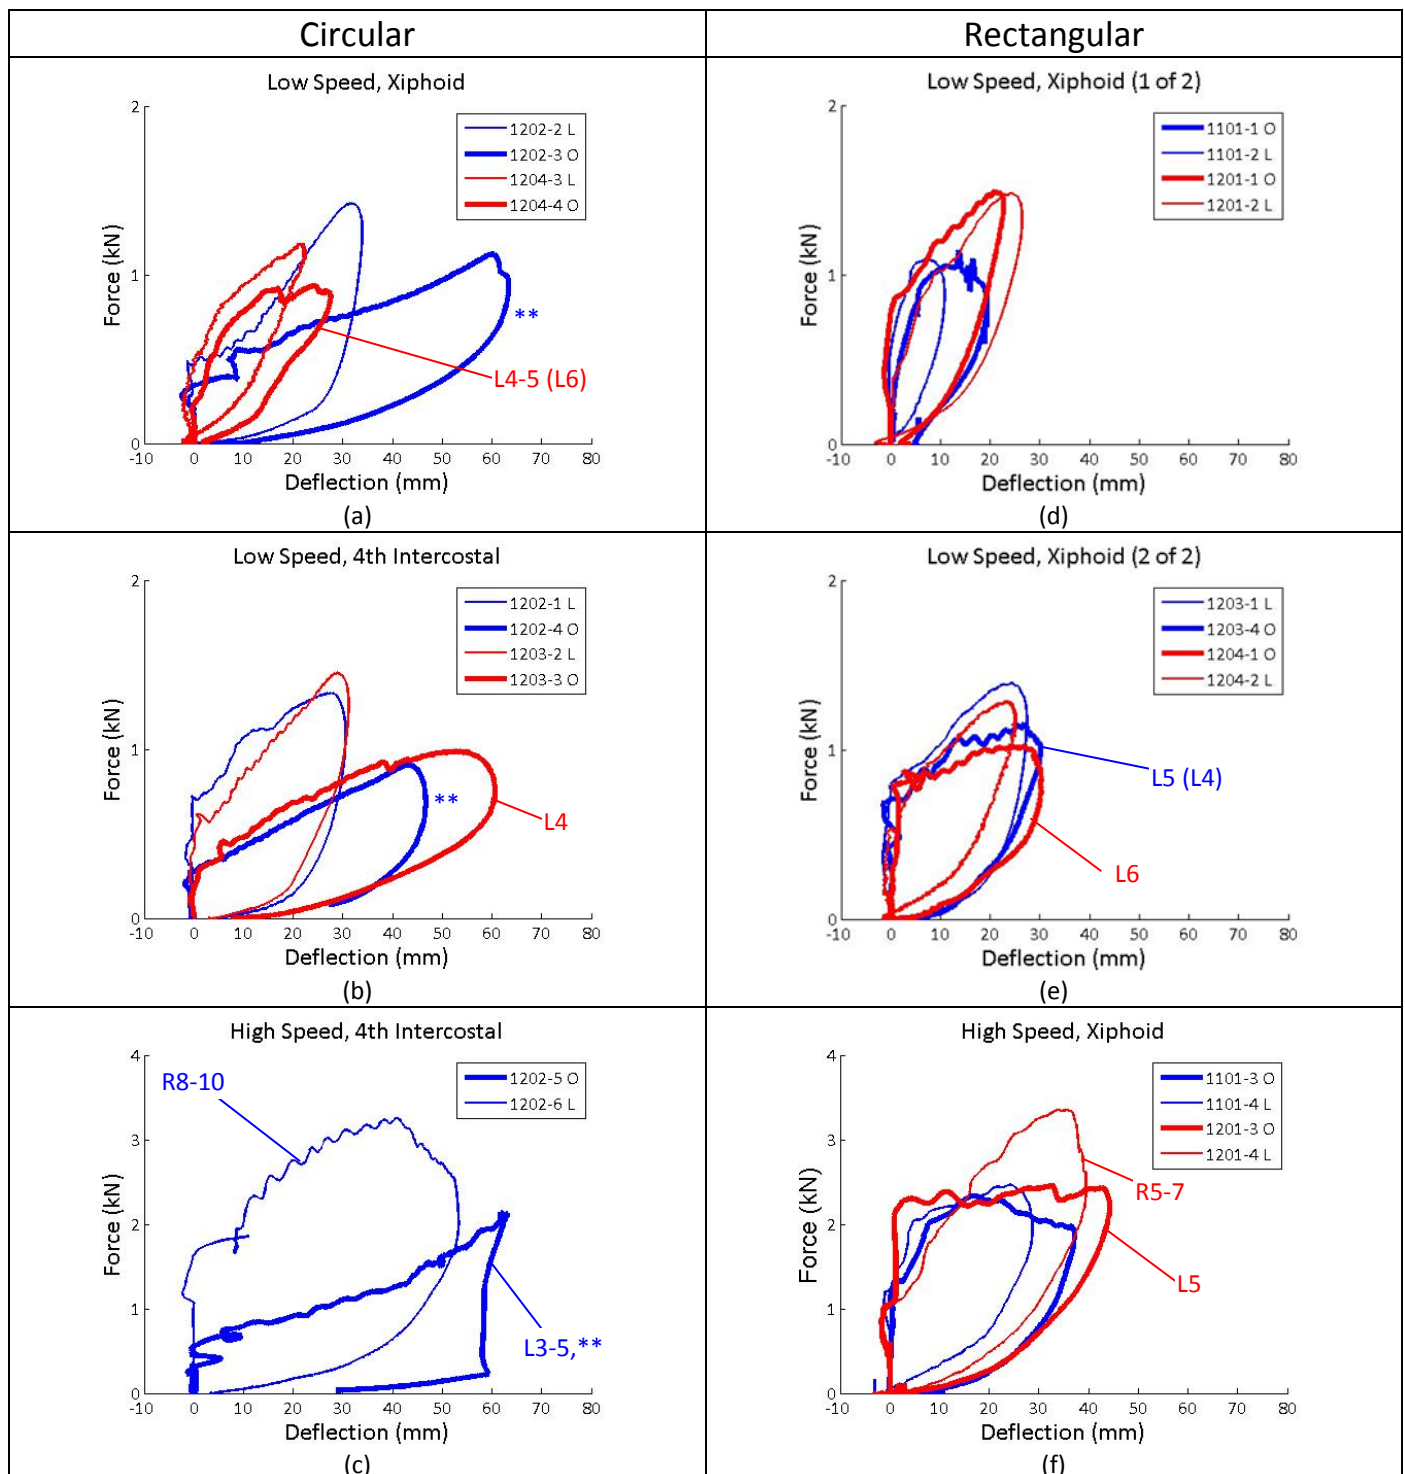 Circular
Rectangular
Low Speed, Xiphoid
2
1
0
Force (kN)
1202-2 L
1202-3 O
1204-3 L
1204-4 O
**
L4-5 (L6)
-10 0 10 20 30 40 50 60 70 80
Deflection (mm)
(a)
Low Speed, Xiphoid (1 of 2)
2
1
0
Force (kN)
1101-1 O
1101-2 L
1201-1 O
1201-2 L
-10 0 10 20 30 40 50 60 70 80
Deflection (mm)
(d)
Low Speed, 4th Intercostal
2
1
0
Force (kN)
1202-1 L
1202-4 O
1203-2 L
1203-3 O
**
L4
-10 0 10 20 30 40 50 60 70 80
Deflection (mm)
(b)
Low Speed, Xiphoid (2 of 2)
2
1
0
Force (kN)
1203-1 L
1203-4 O
1204-1 O
1204-2 L
L5 (L4)
L6
-10 0 10 20 30 40 50 60 70 80
Deflection (mm)
(e)
High Speed, 4th Intercostal
4
3
2
1
0
Force (kN)
1202-5 O
1202-6 L
R8-10
L3-5,**
-10 0 10 20 30 40 50 60 70 80
Deflection (mm)
(c)
High Speed, Xiphoid
4
3
2
1
0
Force (kN)
1101-3 O
1101-4 L
1201-3 O
1201-4 L
R5-7
L5
-10 0 10 20 30 40 50 60 70 80
Deflection (mm)
(f)